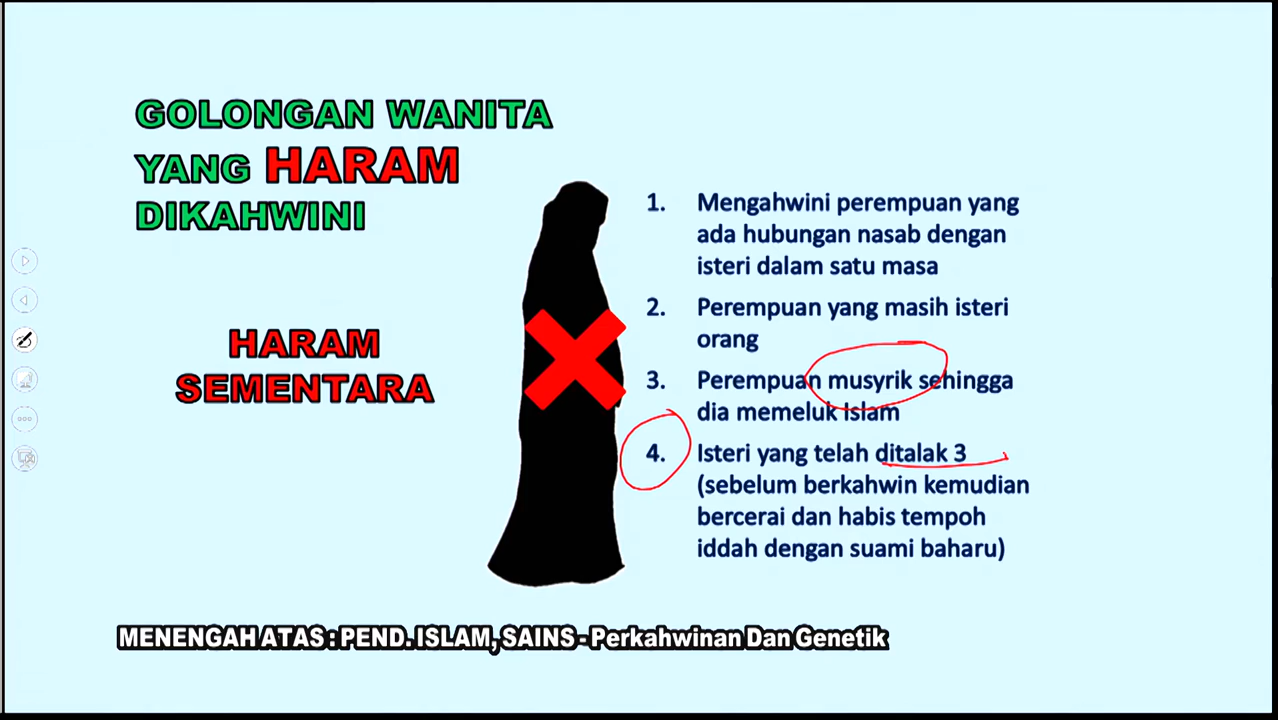 GOLONGAN WANITA
YANG HARAM
DIKAHWINI
HARAM
SEMENTARA
1. Mengahwini perempuan yang
ada hubungan nasab dengan
isteri dalam satu masa
2. Perempuan yang masih isteri
orang
3. Perempuan musyrik sehingga
dia memeluk Islam
4. Isteri yang telah ditalak 3
(sebelum berkahwin kemudian
bercerai dan habis tempoh
iddah dengan suami baharu)
MENENGAH ATAS : PEND. ISLAM, SAINS - Perkahwinan Dan Genetik